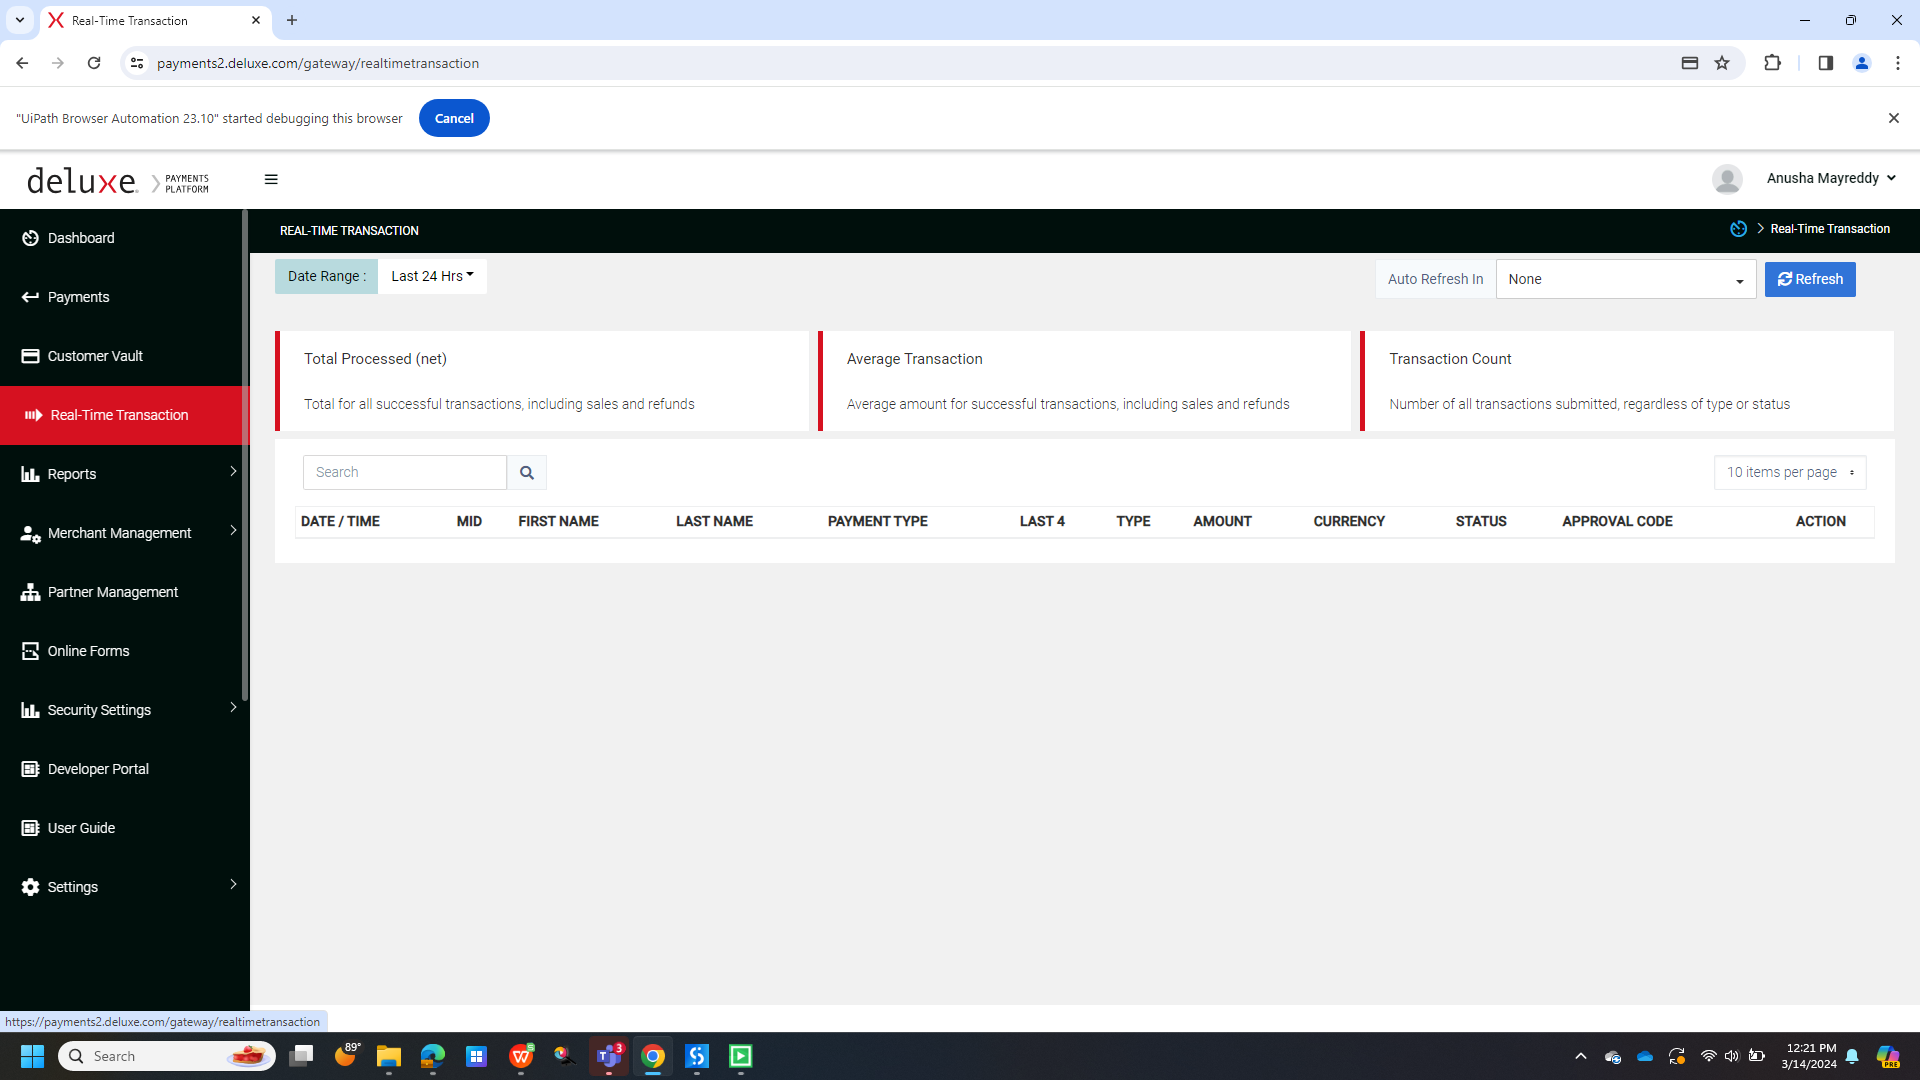 Real-Time Transaction
payments2.deluxe.com/gateway/realtimetransaction
"UiPath Browser Automation 23.10" started debugging this browser
Cancel
deluxe. PAYMENTS PLATFORM
Anusha Mayreddy
Dashboard
Payments
Customer Vault
Real-Time Transaction
Reports
Merchant Management
Partner Management
Online Forms
Security Settings
Developer Portal
User Guide
Settings
REAL-TIME TRANSACTION
Real-Time Transaction
Date Range : Last 24 Hrs
Auto Refresh In None Refresh
Total Processed (net)
Total for all successful transactions, including sales and refunds
Average Transaction
Average amount for successful transactions, including sales and refunds
Transaction Count
Number of all transactions submitted, regardless of type or status
Search
10 items per page
DATE / TIME MID FIRST NAME LAST NAME PAYMENT TYPE LAST 4 TYPE AMOUNT CURRENCY STATUS APPROVAL CODE ACTION
https://payments2.deluxe.com/gateway/realtimetransaction
Search
89°
3
12:21 PM
3/14/2024
PRE